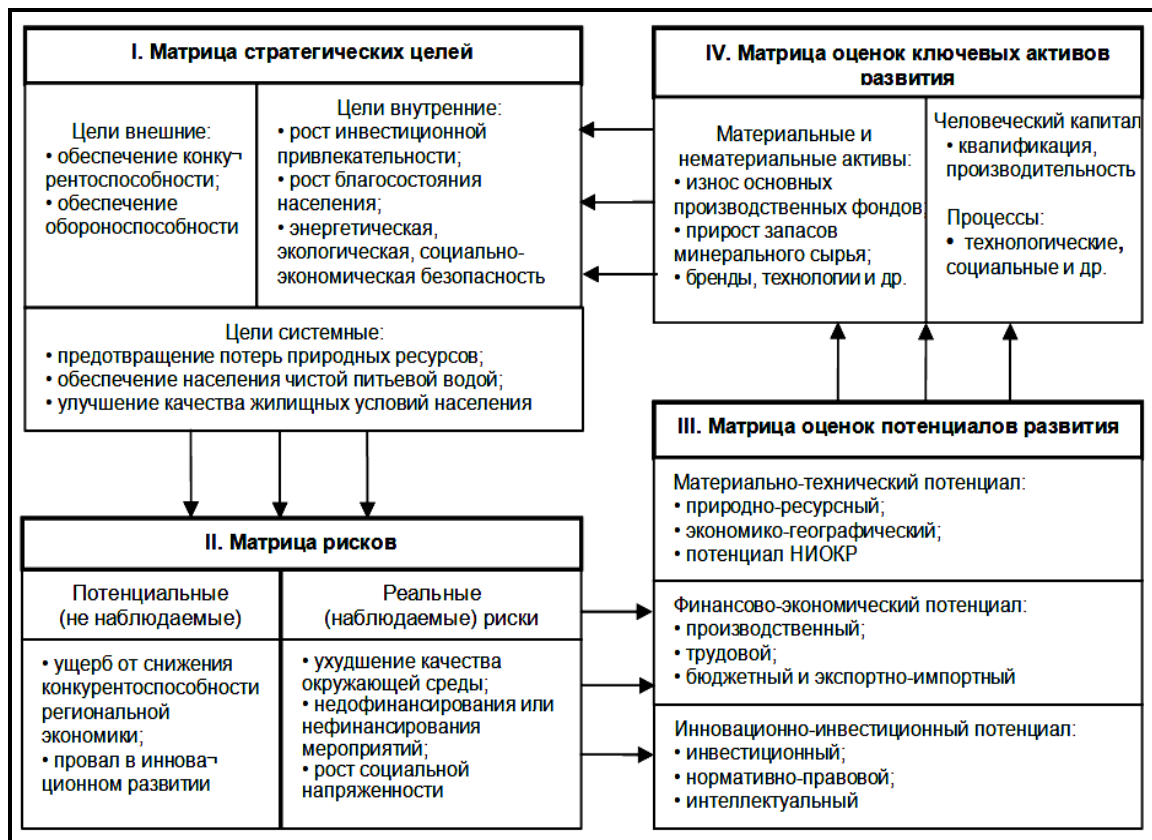 I. Матрица стратегических целей
Цели внешние:
• обеспечение конку¬
рентоспособности;
• обеспечение
обороноспособности
Цели внутренние:
• рост инвестиционной
привлекательности;
• рост благосостояния
населения;
• энергетическая,
экологическая, социально-
экономическая безопасность
Цели системные:
• предотвращение потерь природных ресурсов;
• обеспечение населения чистой питьевой водой;
• улучшение качества жилищных условий населения
II. Матрица рисков
Потенциальные
(не наблюдаемые)
Реальные
(наблюдаемые) риски
• ущерб от снижения
конкурентоспособности
региональной
экономики;
• провал в иннова¬
ционном развитии
• ухудшение качества
окружающей среды;
• недофинансирования или
нефинансирования
мероприятий;
• рост социальной
напряженности
III. Матрица оценок потенциалов развития
Материально-технический потенциал:
• природно-ресурсный;
• экономико-географический;
• потенциал НИОКР
Финансово-экономический потенциал:
• производственный;
• трудовой;
• бюджетный и экспортно-импортный
Инновационно-инвестиционный потенциал:
• инвестиционный;
• нормативно-правовой;
• интеллектуальный
IV. Матрица оценок ключевых активов
развития
Материальные и
нематериальные активы:
• износ основных
производственных фондов;
• прирост запасов
минерального сырья;
• бренды, технологии и др.
Человеческий капитал
• квалификация,
производительность
Процессы:
• технологические,
социальные и др.